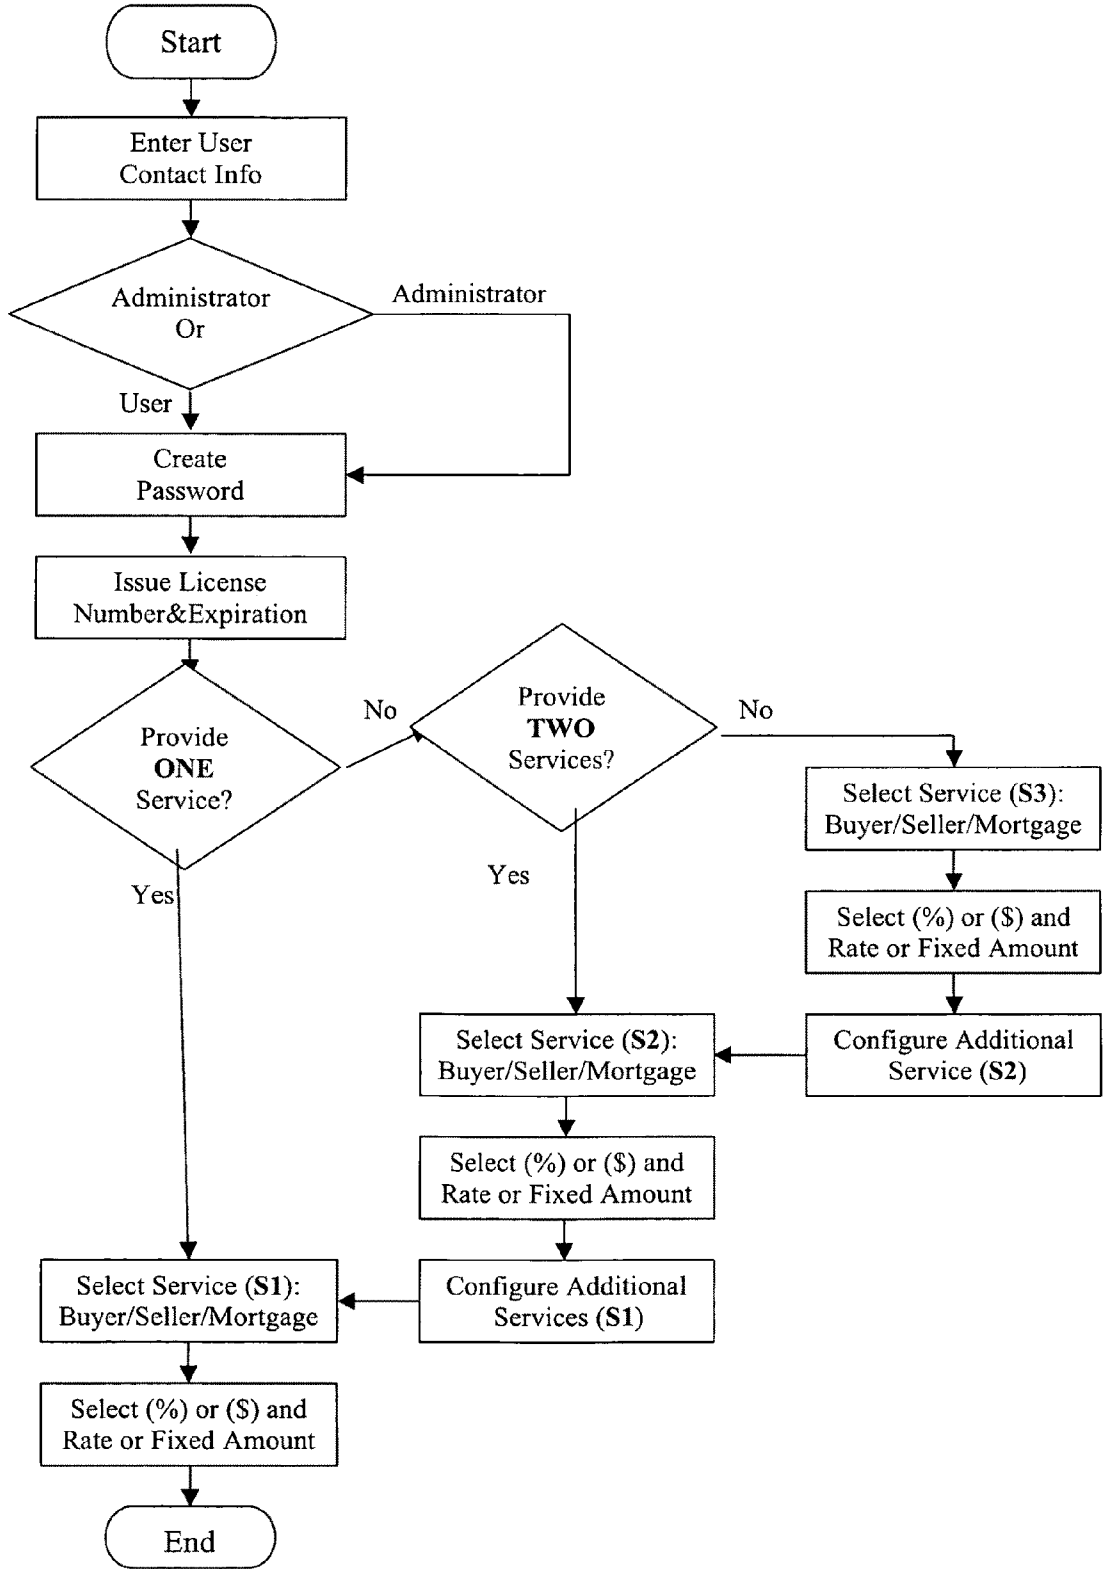 Start
Enter User
Contact Info
Administrator
Or
Administrator
User
Create
Password
Issue License
Number&Expiration
Provide
ONE
Service?
No
Provide
TWO
Services?
No
Yes
Yes
Select Service (S3):
Buyer/Seller/Mortgage
Select (%) or ($) and
Rate or Fixed Amount
Configure Additional
Service (S2)
Select Service (S2):
Buyer/Seller/Mortgage
Select (%) or ($) and
Rate or Fixed Amount
Configure Additional
Services (S1)
Select Service (S1):
Buyer/Seller/Mortgage
Select (%) or ($) and
Rate or Fixed Amount
End